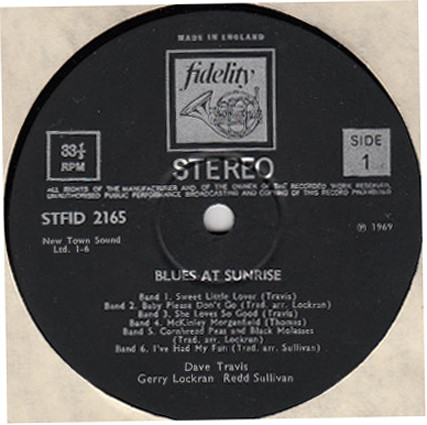 MADE IN ENGLAND
fidelity
33⅓
RPM
STEREO
SIDE
1
ALL RIGHTS OF THE MANUFACTURER AND OF THE OWNER OF THE RECORDED WORK RESERVED.
UNAUTHORISED PUBLIC PERFORMANCE BROADCASTING AND COPYING OF THIS RECORD PROHIBITED
STFID 2165
New Town Sound
Ltd. 1-6
℗ 1969
BLUES AT SUNRISE
Band 1. Sweet Little Lover (Travis)
Band 2. Baby Please Don't Go (Trad. arr. Lockran)
Band 3. She Loves So Good (Travis)
Band 4. McKinley Morganfield (Thomas)
Band 5. Cornbread Peas and Black Molasses
(Trad. arr. Lockran)
Band 6. I've Had My Fun (Trad. arr. Sullivan)
Dave Travis
Gerry Lockran Redd Sullivan